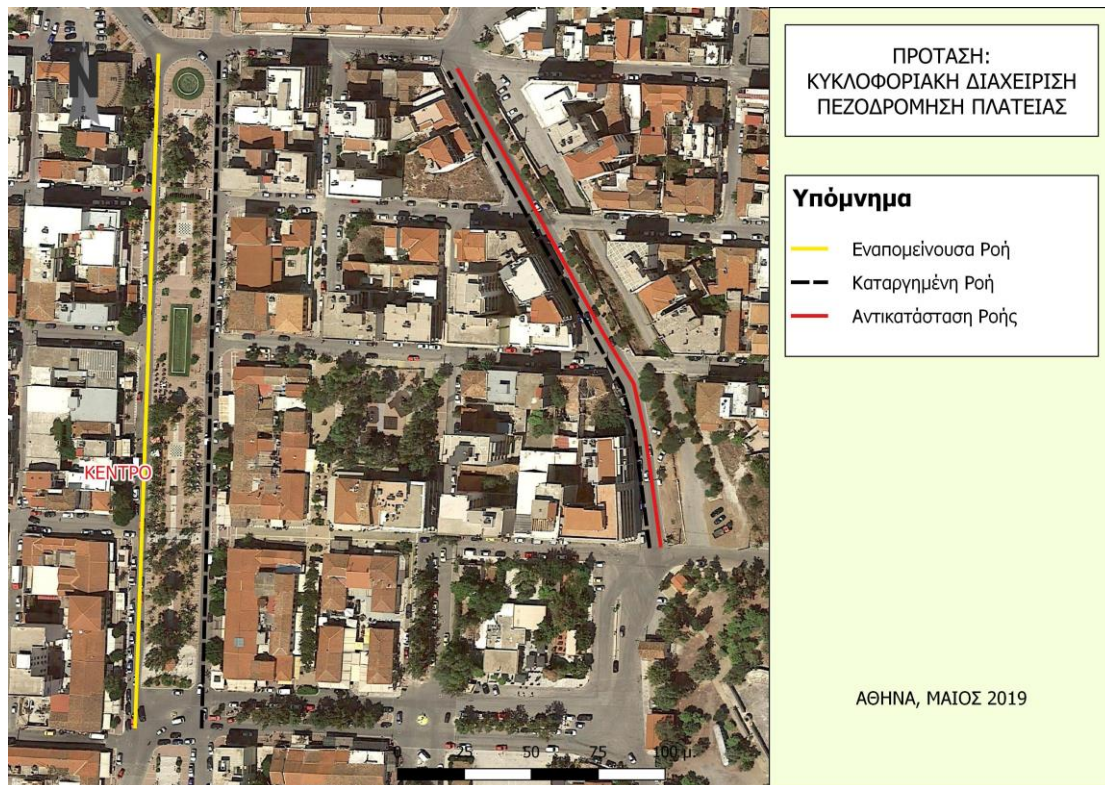 N
ΚΕΝΤΡΟ
0 25 50 75 100 μ.
ΠΡΟΤΑΣΗ:
ΚΥΚΛΟΦΟΡΙΑΚΗ ΔΙΑΧΕΙΡΙΣΗ
ΠΕΖΟΔΡΟΜΗΣΗ ΠΛΑΤΕΙΑΣ
Υπόμνημα
Εναπομείνουσα Ροή
Καταργημένη Ροή
Αντικατάσταση Ροής
ΑΘΗΝΑ, ΜΑΙΟΣ 2019